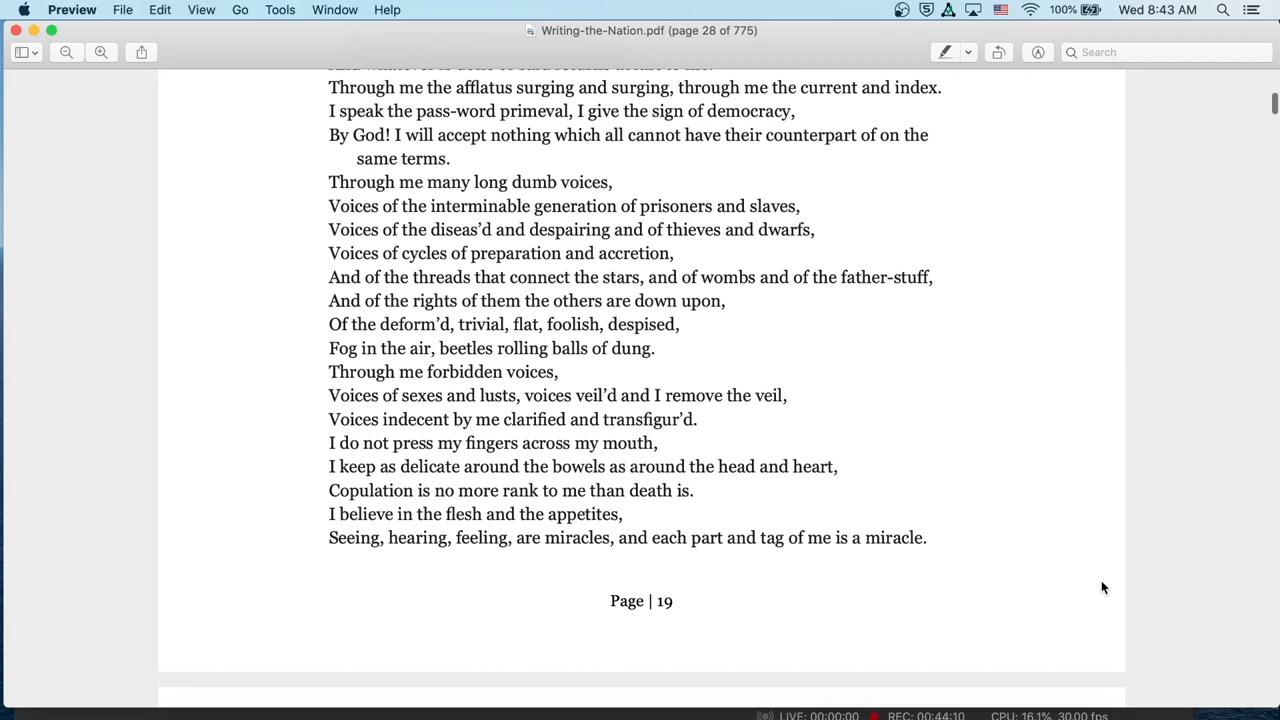 Preview File Edit View Go Tools Window Help 100% Wed 8:43 AM
Writing-the-Nation.pdf (page 28 of 775)
Search
Through me the afflatus surging and surging, through me the current and index.
I speak the pass-word primeval, I give the sign of democracy,
By God! I will accept nothing which all cannot have their counterpart of on the
same terms.
Through me many long dumb voices,
Voices of the interminable generation of prisoners and slaves,
Voices of the diseas’d and despairing and of thieves and dwarfs,
Voices of cycles of preparation and accretion,
And of the threads that connect the stars, and of wombs and of the father-stuff,
And of the rights of them the others are down upon,
Of the deform’d, trivial, flat, foolish, despised,
Fog in the air, beetles rolling balls of dung.
Through me forbidden voices,
Voices of sexes and lusts, voices veil’d and I remove the veil,
Voices indecent by me clarified and transfigur’d.
I do not press my fingers across my mouth,
I keep as delicate around the bowels as around the head and heart,
Copulation is no more rank to me than death is.
I believe in the flesh and the appetites,
Seeing, hearing, feeling, are miracles, and each part and tag of me is a miracle.
Page | 19
LIVE: 00:00:00 REC: 00:44:10 CPU: 16.1%, 30.00 fps